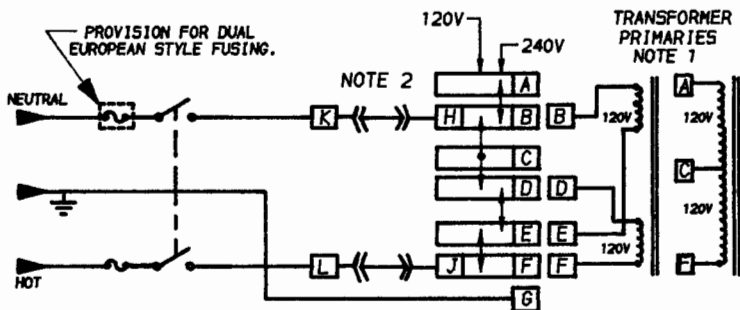 PROVISION FOR DUAL
EUROPEAN STYLE FUSING.
120V
240V
TRANSFORMER
PRIMARIES
NOTE 1
NOTE 2
NEUTRAL
HOT
K
L
H
J
A
B
C
D
E
F
G
B
D
E
F
120V
120V
A
C
F
120V
120V